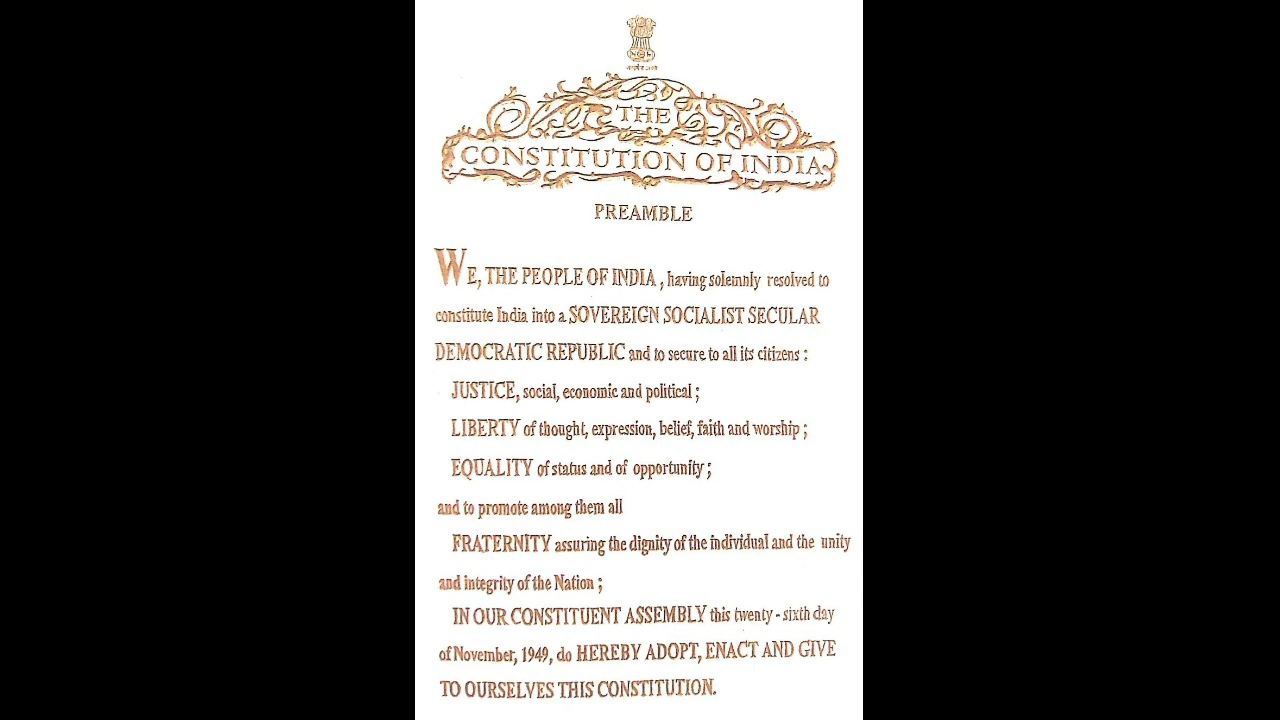 THE
CONSTITUTION OF INDIA
PREAMBLE
WE, THE PEOPLE OF INDIA , having solemnly resolved to
constitute India into a SOVEREIGN SOCIALIST SECULAR
DEMOCRATIC REPUBLIC and to secure to all its citizens :
JUSTICE, social, economic and political ;
LIBERTY of thought, expression, belief, faith and worship ;
EQUALITY of status and of opportunity ;
and to promote among them all
FRATERNITY assuring the dignity of the individual and the unity
and integrity of the Nation ;
IN OUR CONSTITUENT ASSEMBLY this twenty - sixth day
of November, 1949, do HEREBY ADOPT, ENACT AND GIVE
TO OURSELVES THIS CONSTITUTION.